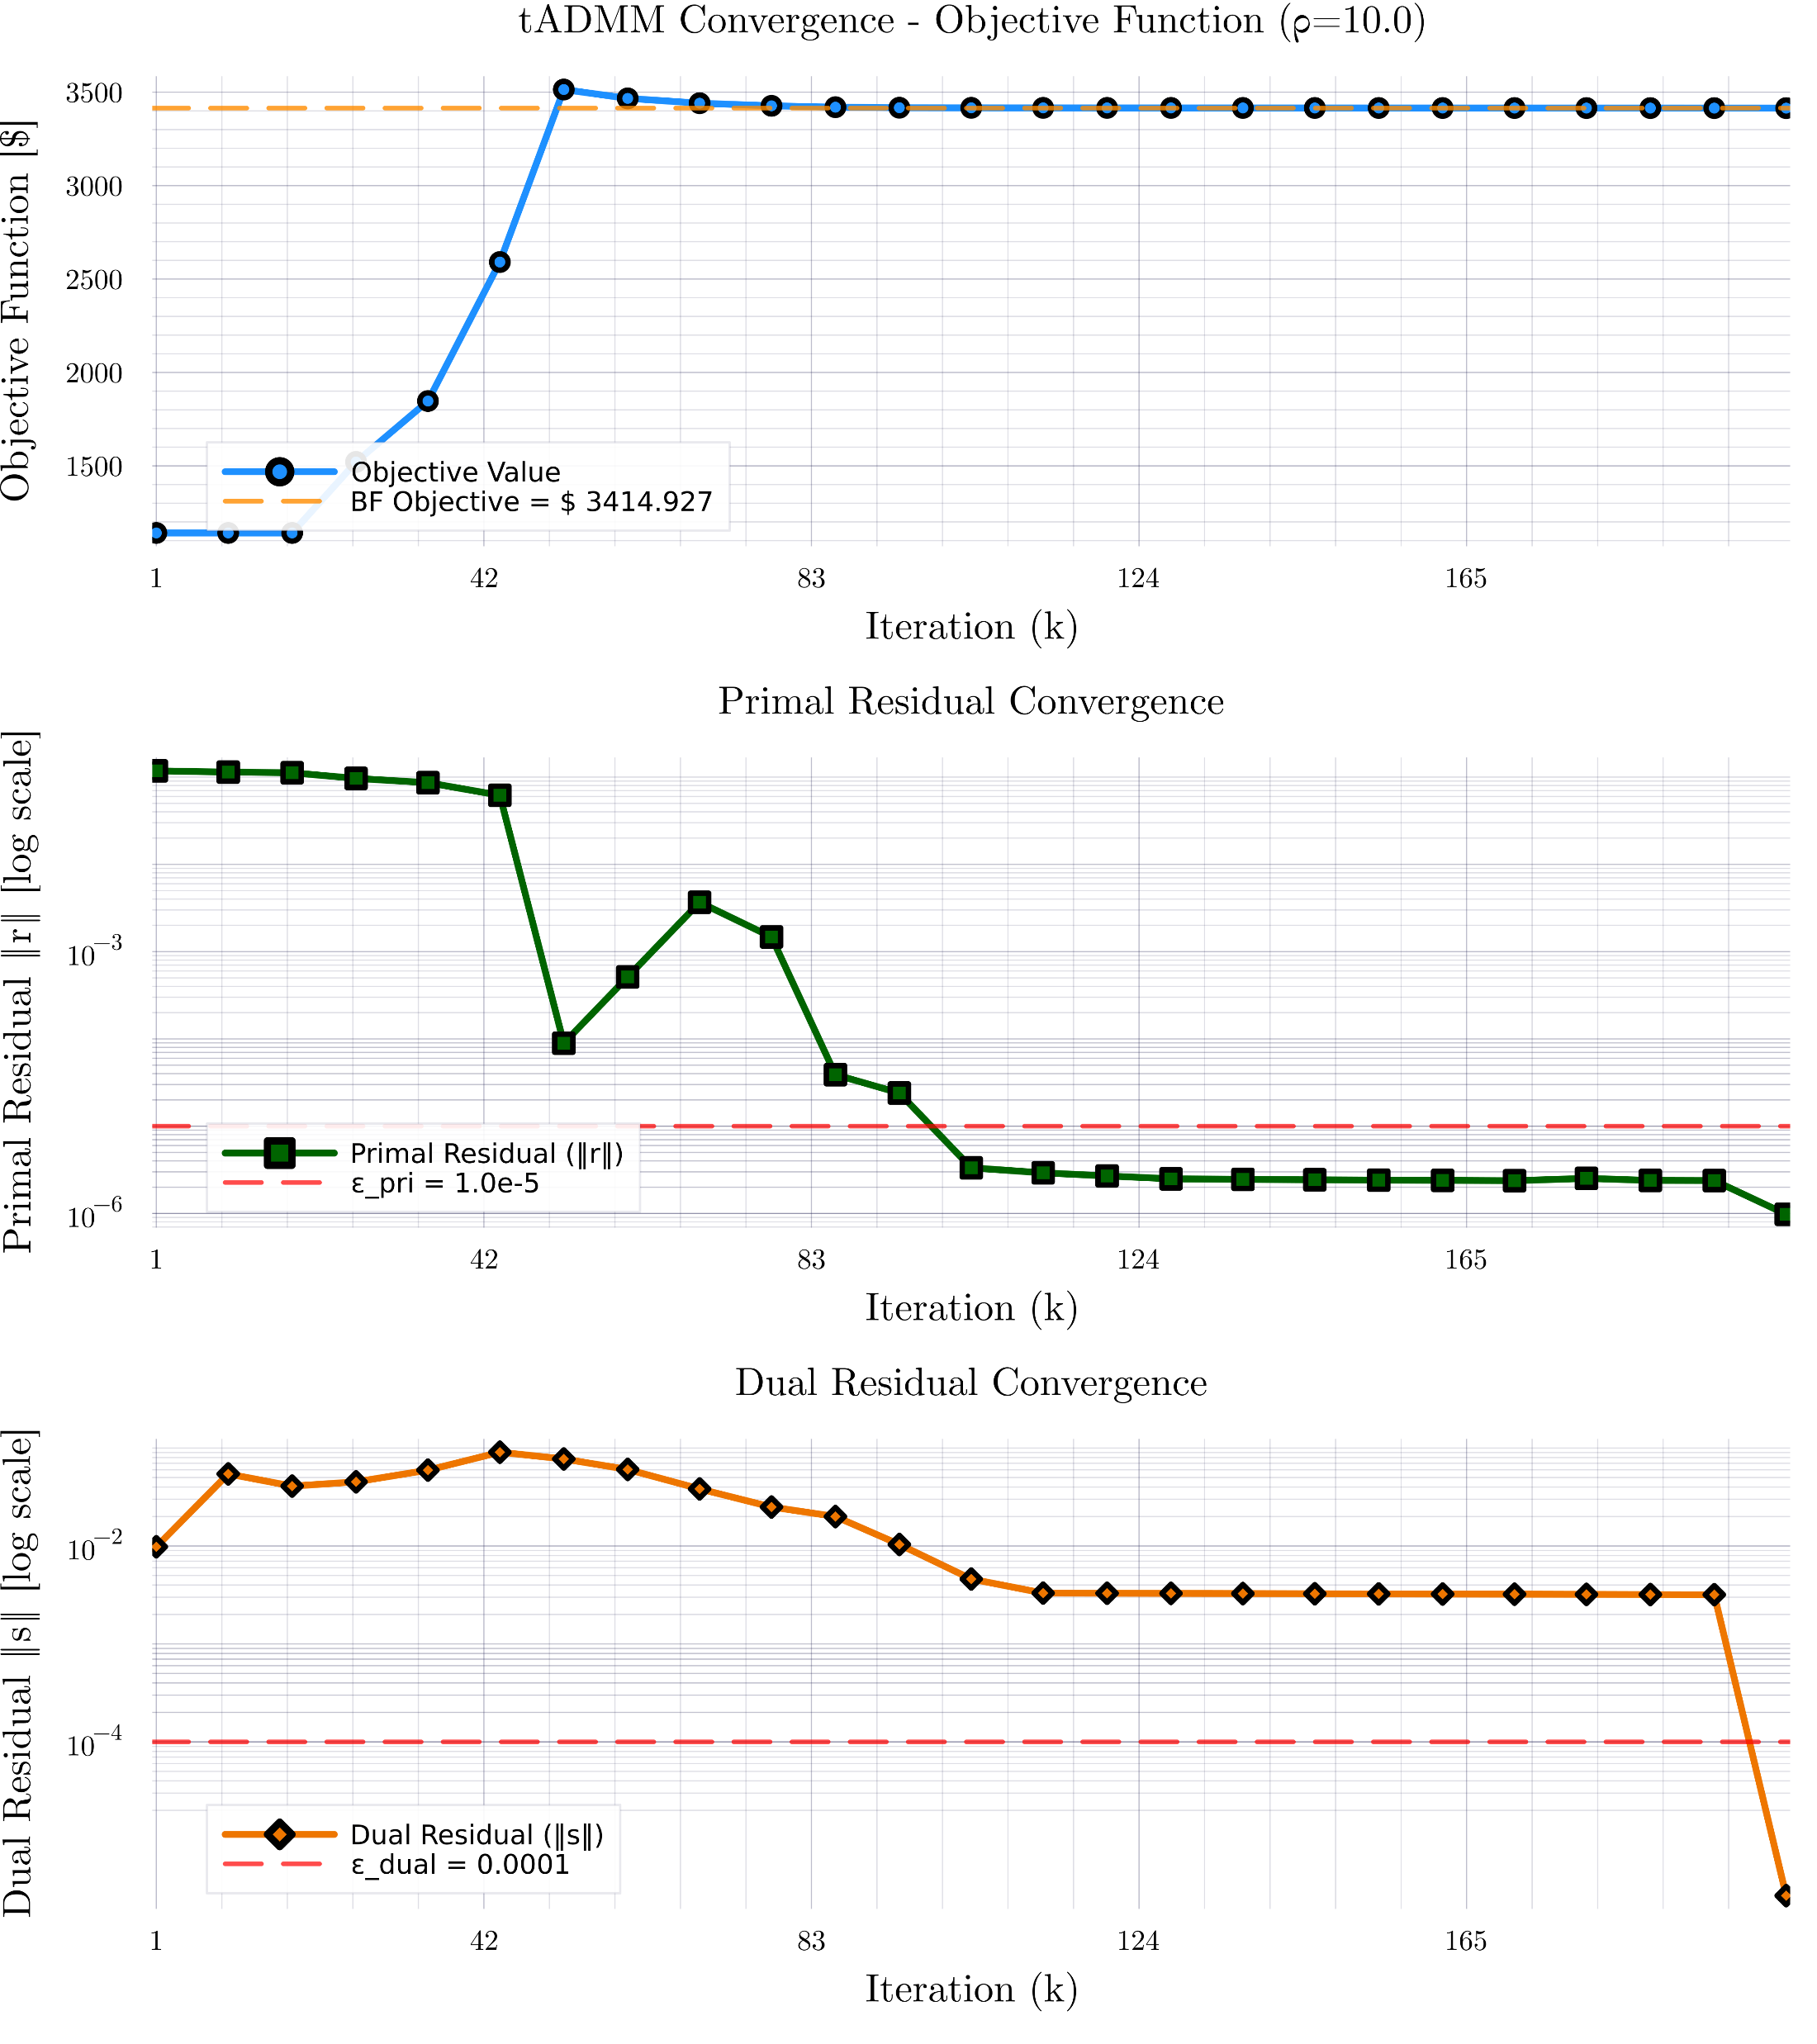 tADMM Convergence - Objective Function (ρ=10.0)
Objective Function [$]
3500
3000
2500
2000
1500
Objective Value
BF Objective = $ 3414.927
1 42 83 124 165
Iteration (k)
Primal Residual Convergence
Primal Residual ‖r‖ [log scale]
10⁻³
10⁻⁶
Primal Residual (‖r‖)
ε_pri = 1.0e-5
1 42 83 124 165
Iteration (k)
Dual Residual Convergence
Dual Residual ‖s‖ [log scale]
10⁻²
10⁻⁴
Dual Residual (‖s‖)
ε_dual = 0.0001
1 42 83 124 165
Iteration (k)